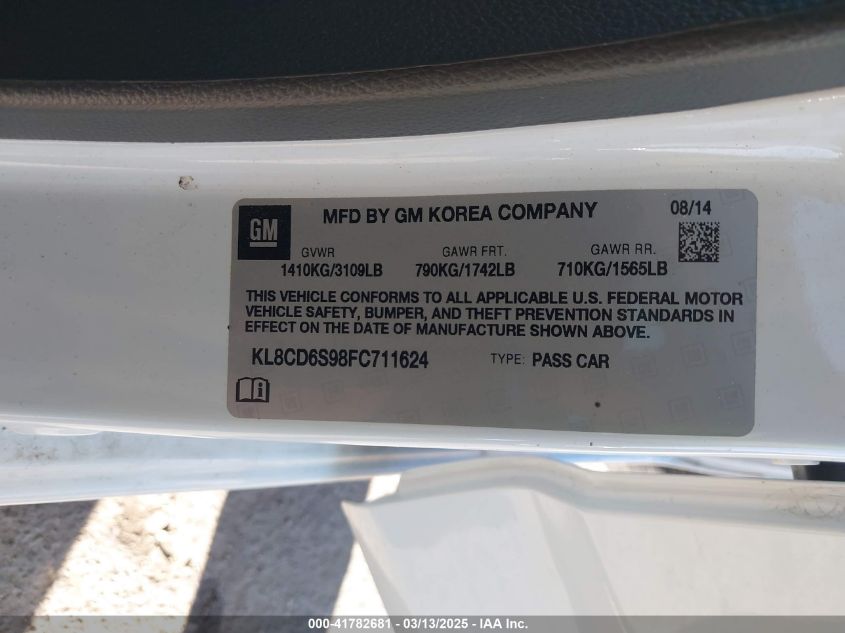 GM
MFD BY GM KOREA COMPANY
08/14
GVWR GAWR FRT. GAWR RR.
1410KG/3109LB 790KG/1742LB 710KG/1565LB
THIS VEHICLE CONFORMS TO ALL APPLICABLE U.S. FEDERAL MOTOR
VEHICLE SAFETY, BUMPER, AND THEFT PREVENTION STANDARDS IN
EFFECT ON THE DATE OF MANUFACTURE SHOWN ABOVE.
KL8CD6S98FC711624 TYPE: PASS CAR
000-41782681 - 03/13/2025 - IAA Inc.